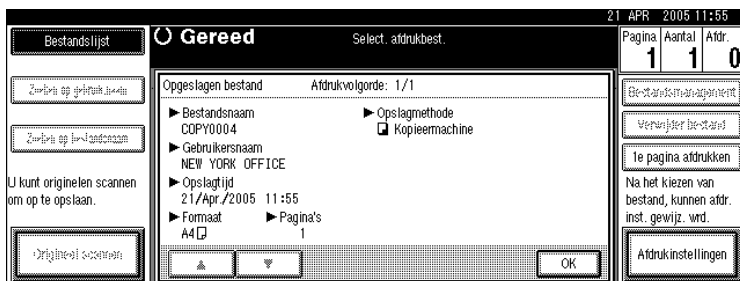 21 APR 2005 11:55
Bestandslijst
Gereed
Select. afdrukbest.
Pagina Aantal Afdr.
1 1 0
Opgeslagen bestand Afdrukvolgorde: 1/1
► Bestandsnaam
COPY0004
► Gebruikersnaam
NEW YORK OFFICE
► Opslagtijd
21/Apr./2005 11:55
► Formaat ► Pagina's
A4 1
► Opslagmethode
Kopieermachine
▲ ▼ OK
U kunt originelen scannen
om op te opslaan.
Origineel scannen
Bestandsmanagement
Verwijder bestand
1e pagina afdrukken
Na het kiezen van
bestand, kunnen afdr.
inst. gewijz. wrd.
Afdrukinstellingen